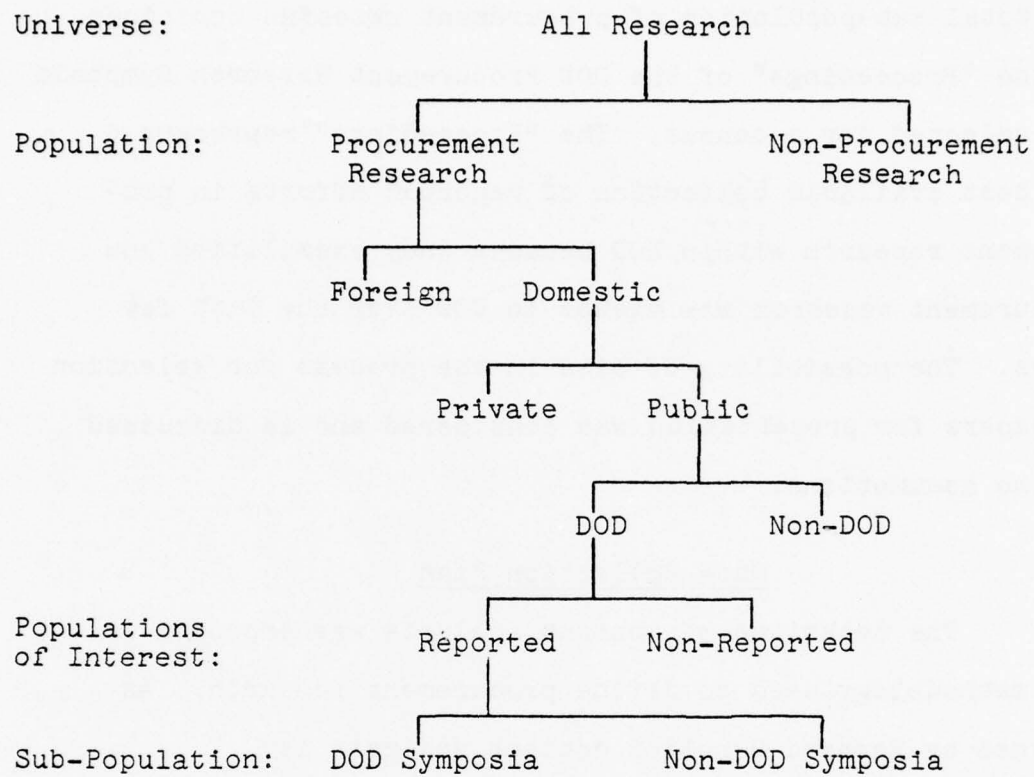 Universe: All Research
Population: Procurement Research Non-Procurement Research
Foreign Domestic
Private Public
DOD Non-DOD
Populations of Interest: Reported Non-Reported
Sub-Population: DOD Symposia Non-DOD Symposia